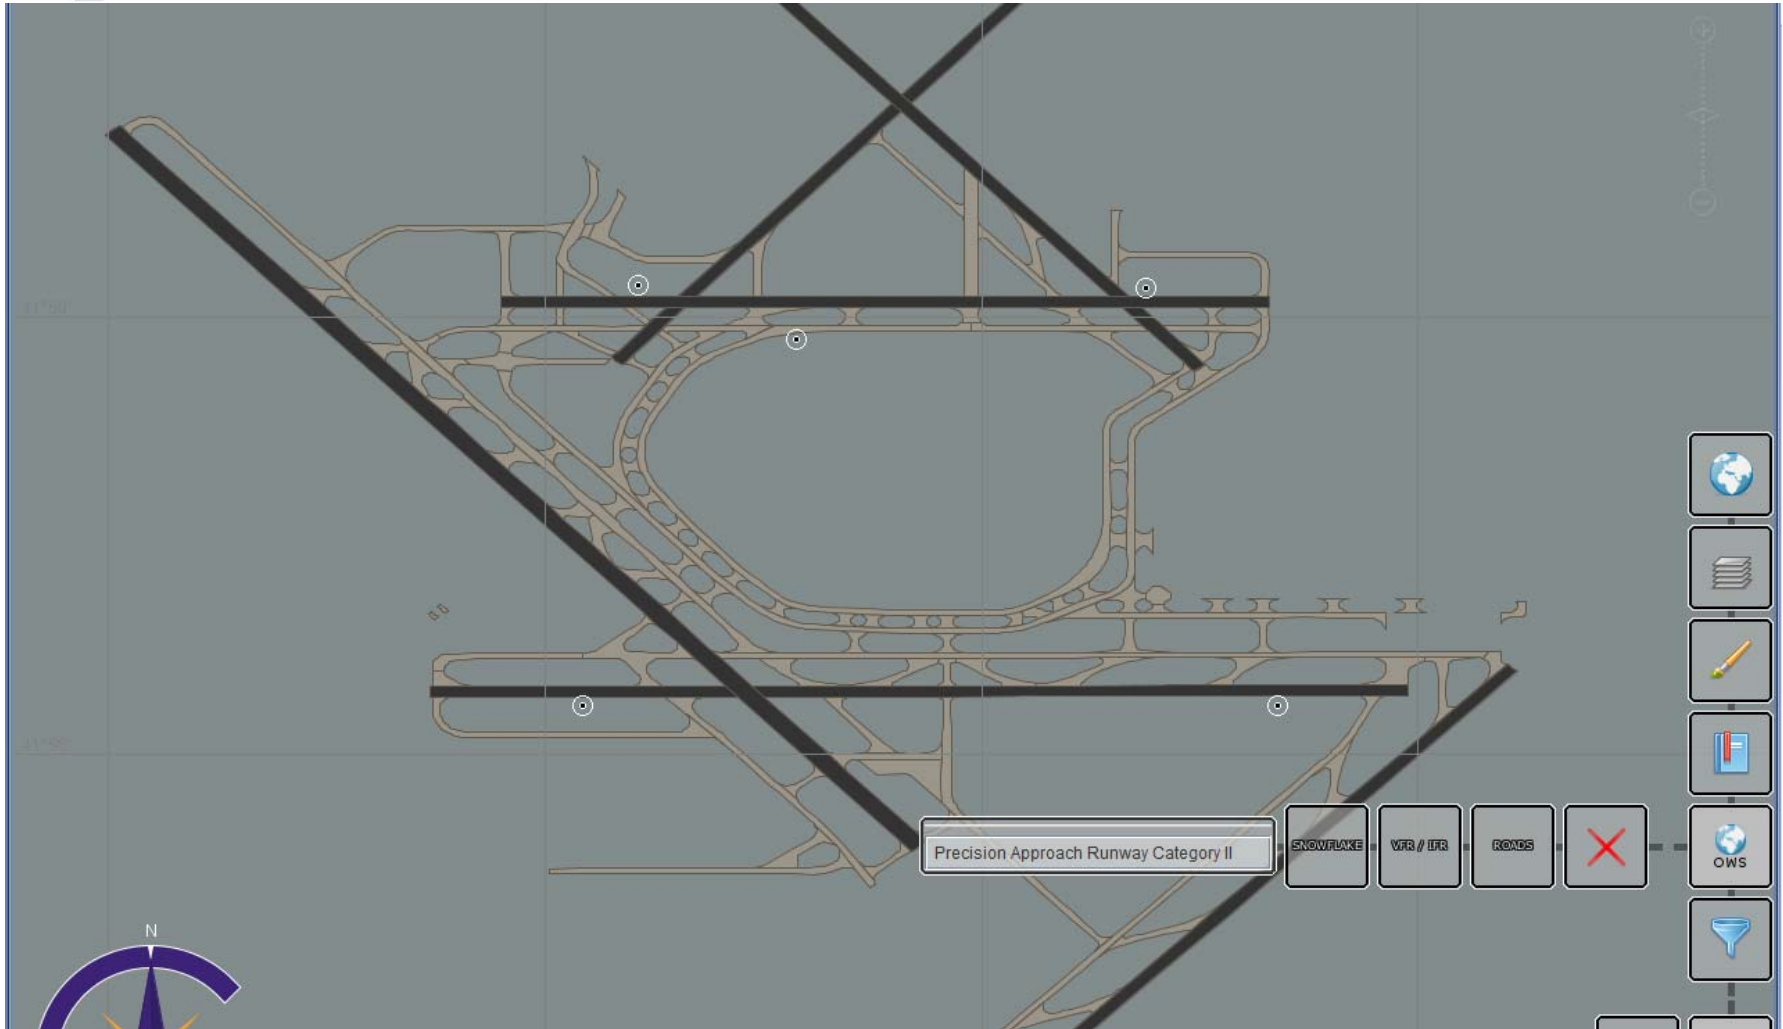 Precision Approach Runway Category II
SNOWFLAKE
VFR / IFR
ROADS
OWS
N